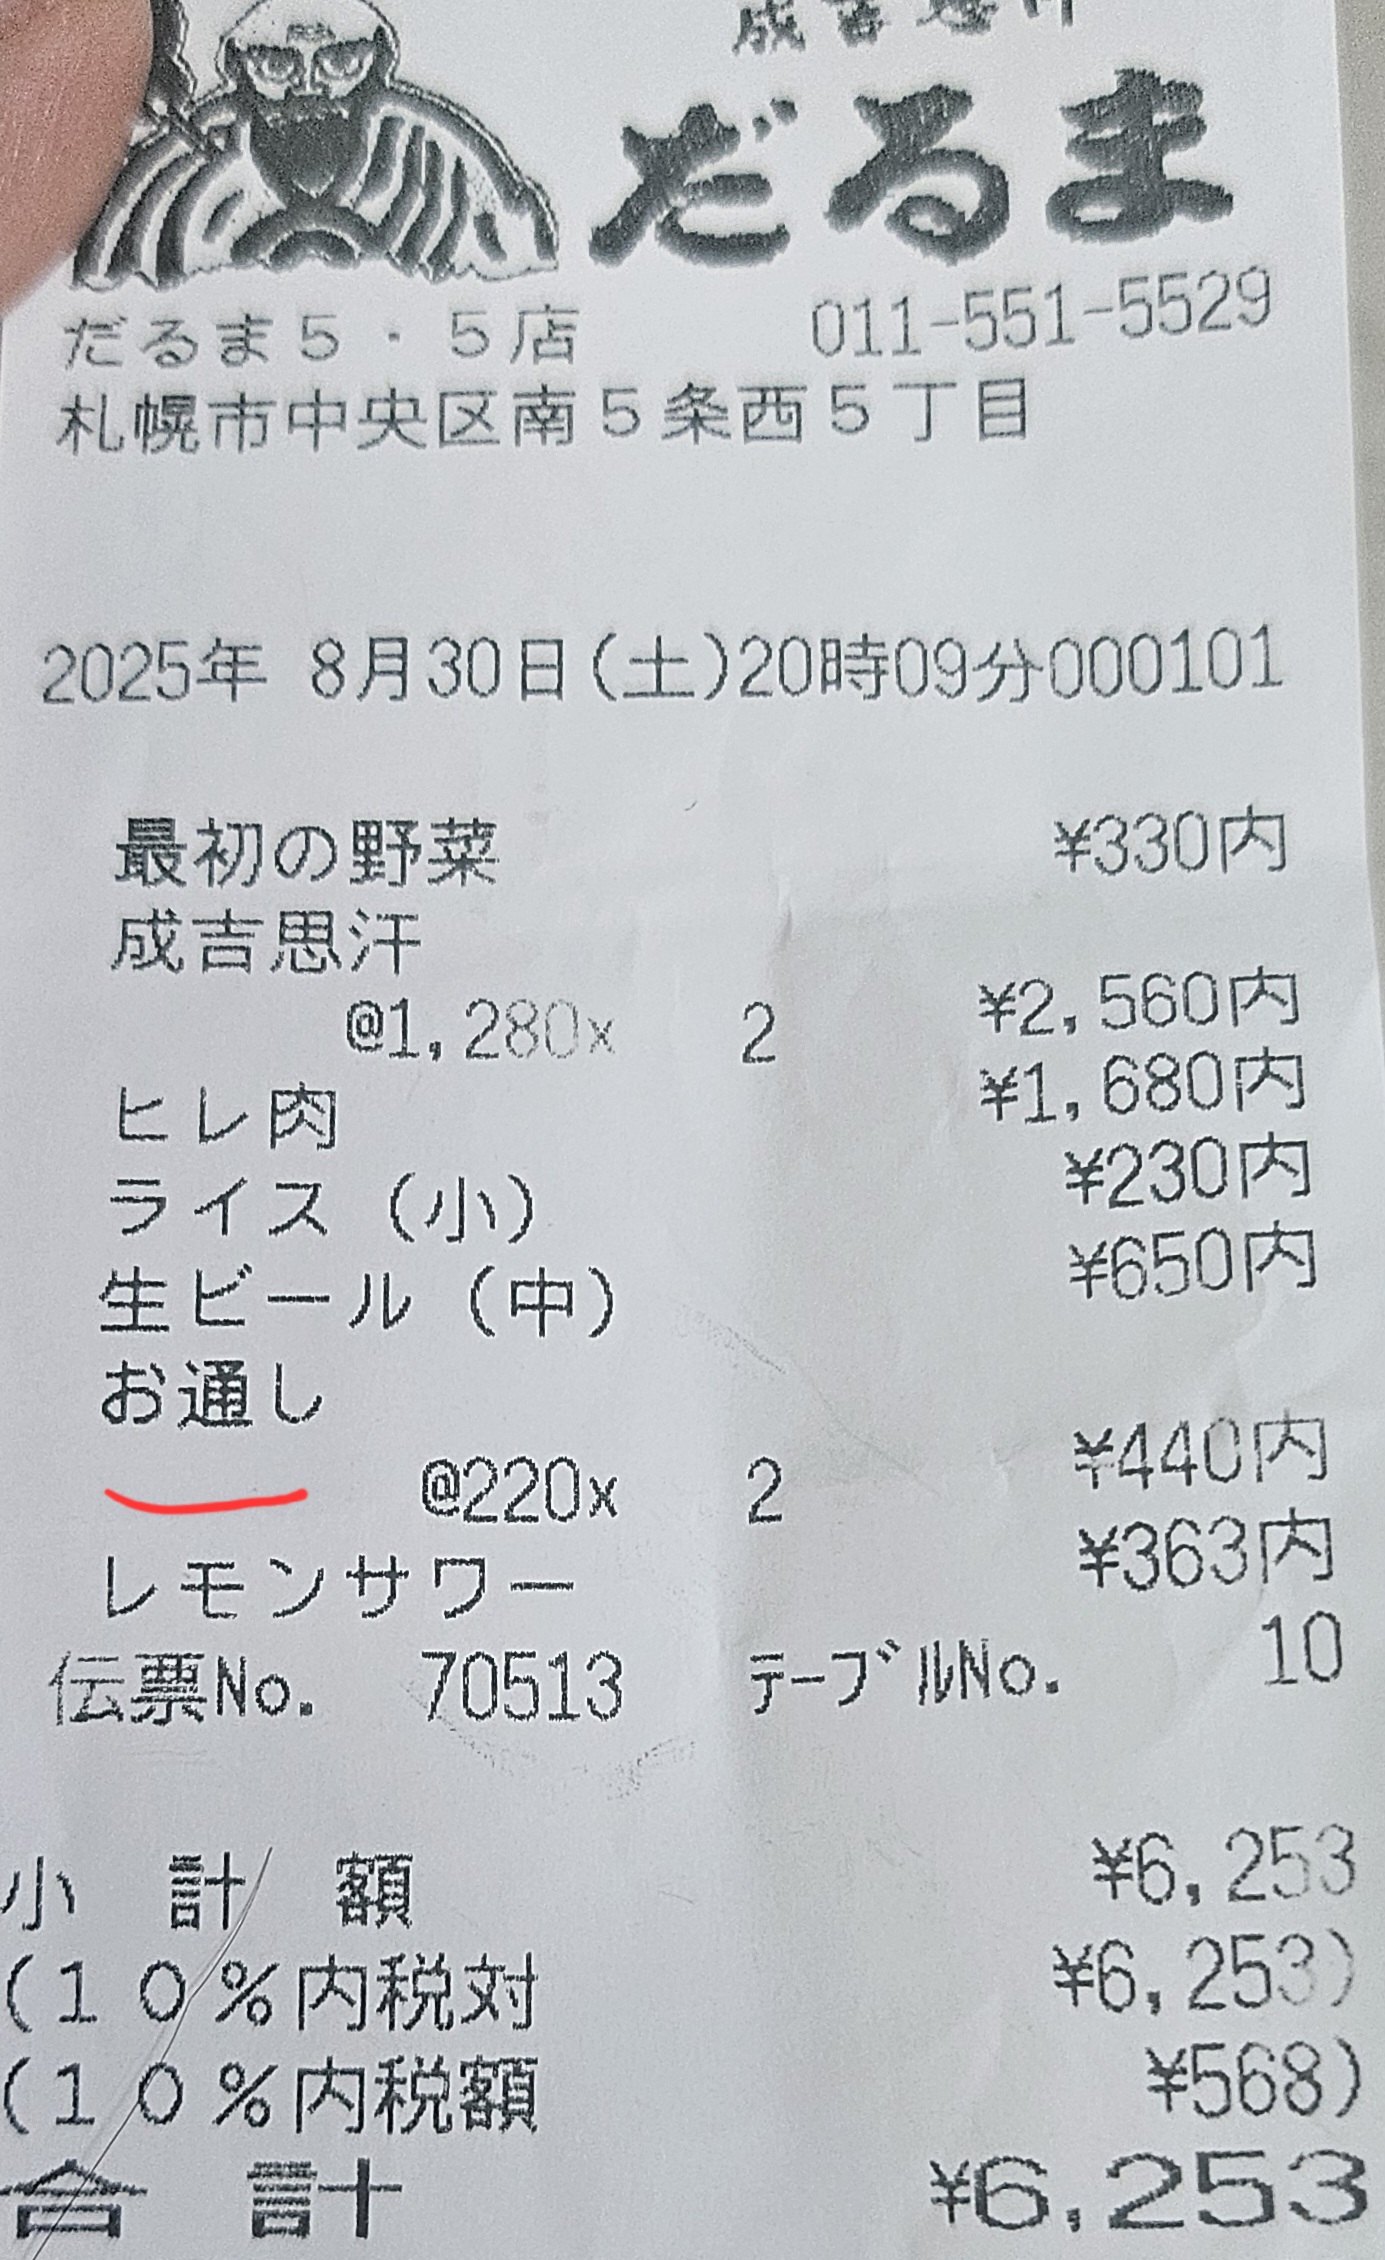 成吉思汗
だるま
だるま５・５店 011-551-5529
札幌市中央区南５条西５丁目
2025年 8月30日(土)20時09分000101
最初の野菜 ¥330内
成吉思汗
@1,280x 2 ¥2,560内
ヒレ肉 ¥1,680内
ライス（小） ¥230内
生ビール（中） ¥650内
お通し
@220x 2 ¥440内
レモンサワー ¥363内
伝票No. 70513 ﾃｰﾌﾞﾙNo. 10
小 計 額 ¥6,253
(１０％内税対 ¥6,253)
(１０％内税額 ¥568)
合 計 ¥6,253